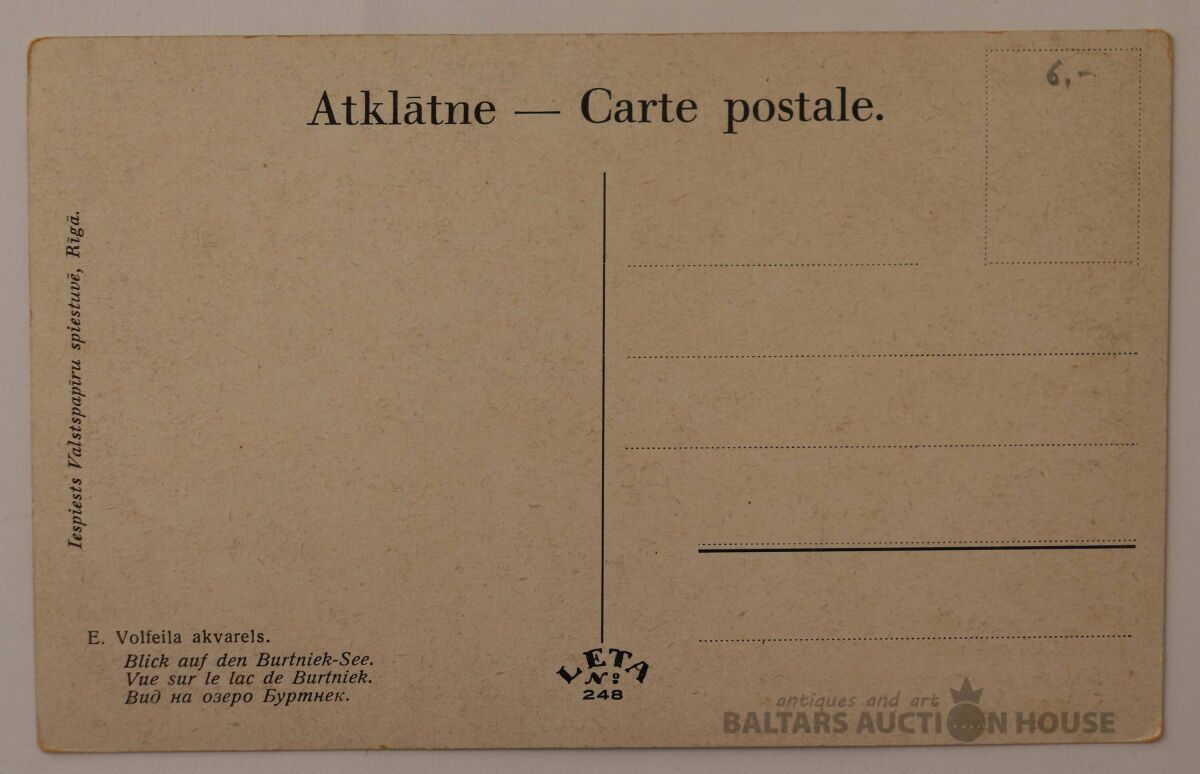 6.-
Atklātne — Carte postale.
Iespiests Valstspapīru spiestuvē, Rīgā.
E. Volfeila akvarels.
Blick auf den Burtniek-See.
Vue sur le lac de Burtniek.
Вид на озеро Буртнек.
LETA
№
248
antiques and art
BALTARS AUCTION HOUSE